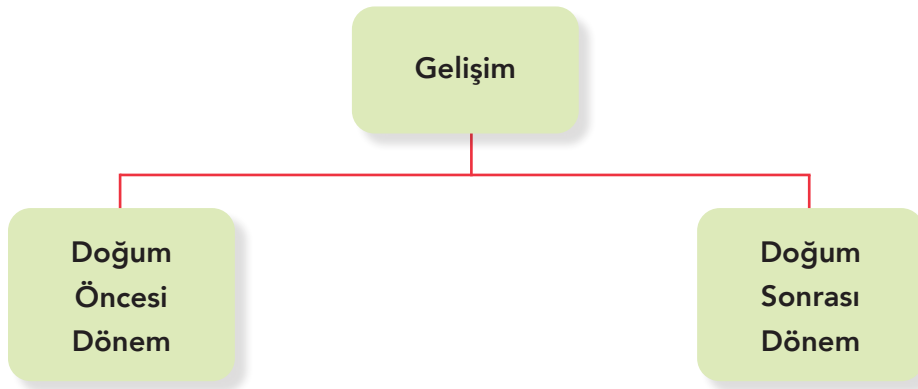 Gelişim
Doğum
Öncesi
Dönem
Doğum
Sonrası
Dönem